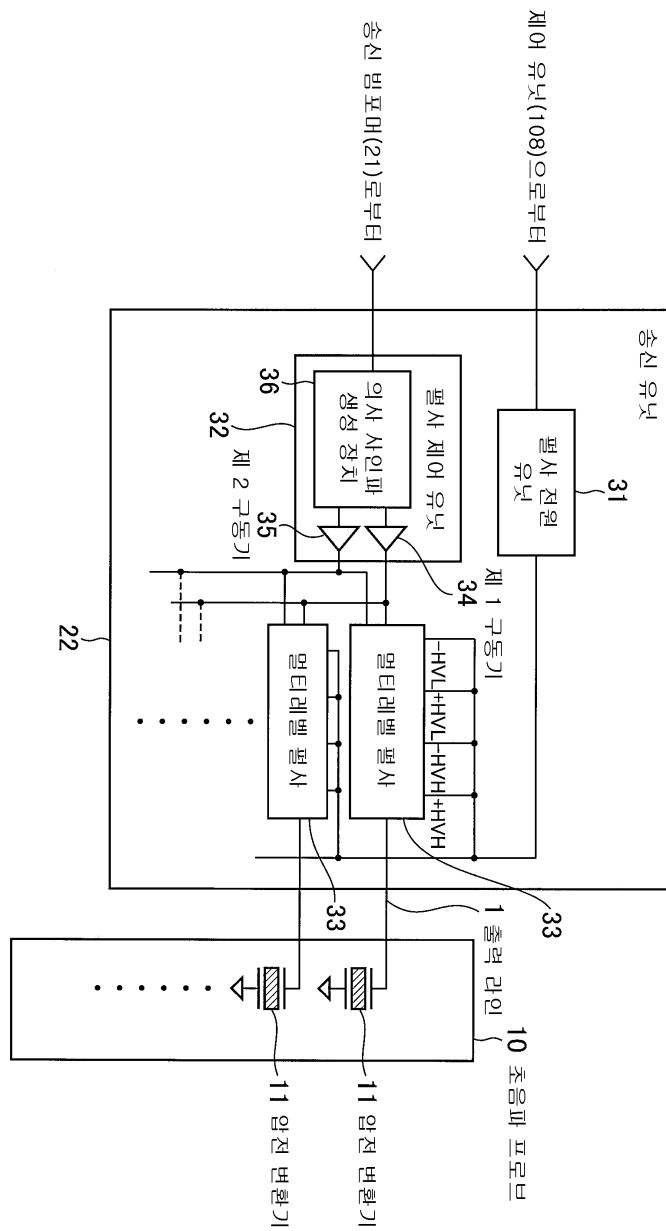 제어 유닛(108)으로부터
송신 빔포머(21)로부터
송신 유닛
펄사 전원
유닛
31
펄사 제어 유닛
의사 사인파
생성 장치
36
32
35
제 2 구동기
34
제 1 구동기
22
-HVL
+HVL
-HVH
+HVH
멀티레벨 펄사
멀티레벨 펄사
33
33
1 출력 라인
10 초음파 프로브
11 압전 변환기
11 압전 변환기